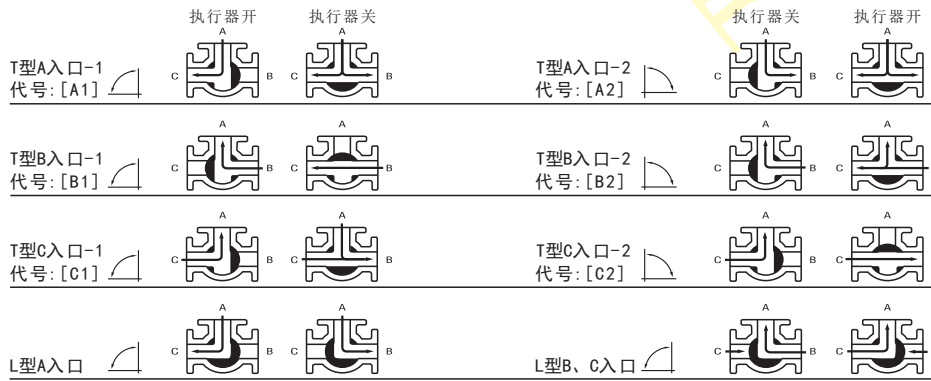 执行器开 执行器关 执行器关 执行器开
A A A A
T型A入口-1 C B C B T型A入口-2 C B C B
代号:[A1] 代号:[A2]
A A A A
T型B入口-1 C B C B T型B入口-2 C B C B
代号:[B1] 代号:[B2]
A A A A
T型C入口-1 C B C B T型C入口-2 C B C B
代号:[C1] 代号:[C2]
A A A A
L型A入口 C B C B L型B、C入口 C B C B